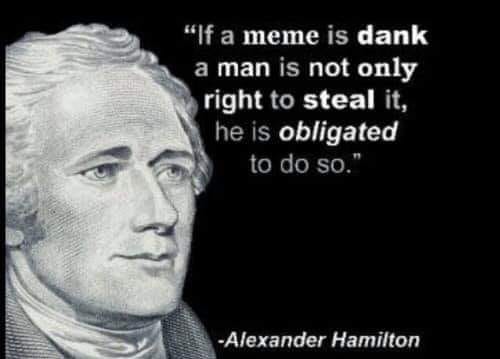 “If a meme is dank
a man is not only
right to steal it,
he is obligated
to do so.”
-Alexander Hamilton